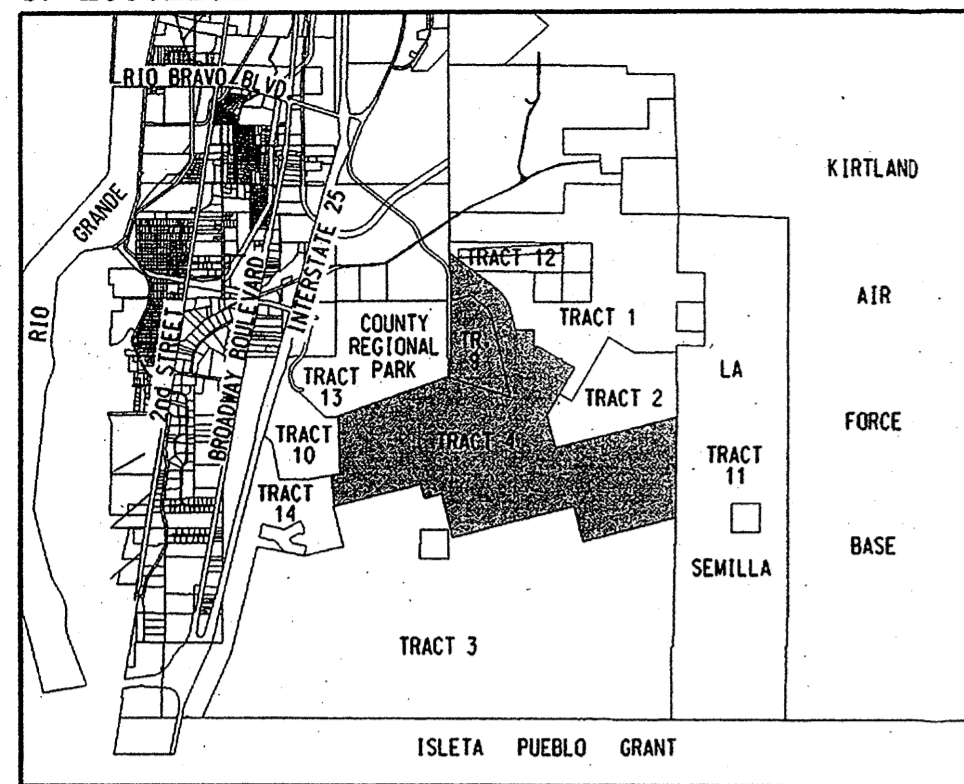 RIO BRAVO BLVD
KIRTLAND
GRANDE
INTERSTATE 25
TRACT 12
AIR
RIO
2nd STREET
BROADWAY BOULEVARD
COUNTY
REGIONAL
PARK
TRACT 1
TR.
9
LA
TRACT
13
TRACT 2
TRACT
10
TRACT 4
FORCE
TRACT
11
TRACT
14
BASE
SEMILLA
TRACT 3
ISLETA PUEBLO GRANT